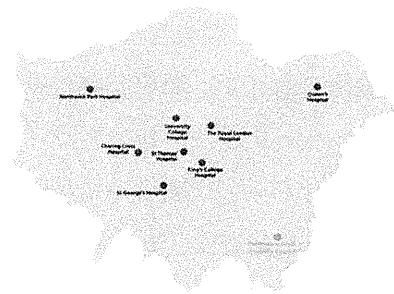 Northwick Park Hospital
Queen's
Hospital
University
College
Hospital
The Royal London
Hospital
Charing Cross
Hospital
St Thomas'
Hospital
King's College
Hospital
St George's Hospital